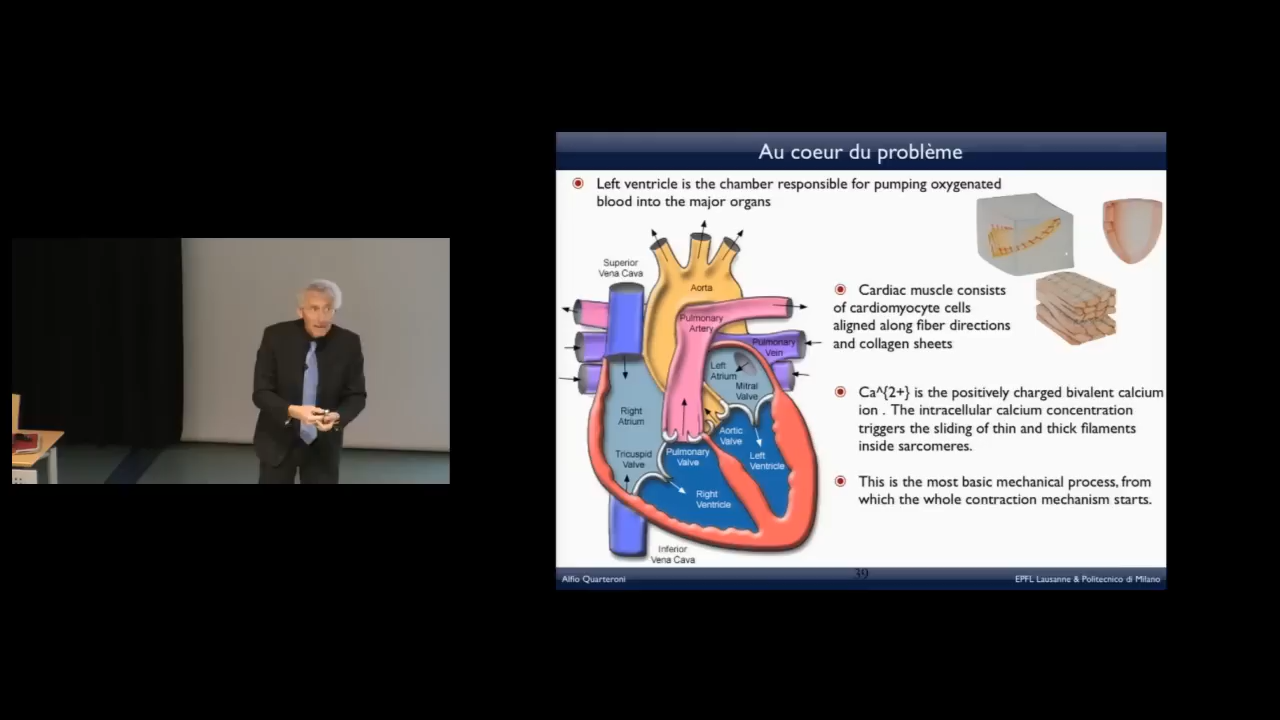 Au coeur du problème
Left ventricle is the chamber responsible for pumping oxygenated
blood into the major organs
Superior
Vena Cava
Aorta
Pulmonary
Artery
Pulmonary
Vein
Left
Atrium
Mitral
Valve
Right
Atrium
Aortic
Valve
Tricuspid
Valve
Pulmonary
Valve
Left
Ventricle
Right
Ventricle
Inferior
Vena Cava
Cardiac muscle consists
of cardiomyocyte cells
aligned along fiber directions
and collagen sheets
Ca^{2+} is the positively charged bivalent calcium
ion . The intracellular calcium concentration
triggers the sliding of thin and thick filaments
inside sarcomeres.
This is the most basic mechanical process, from
which the whole contraction mechanism starts.
Alfio Quarteroni
39
EPFL Lausanne & Politecnico di Milano